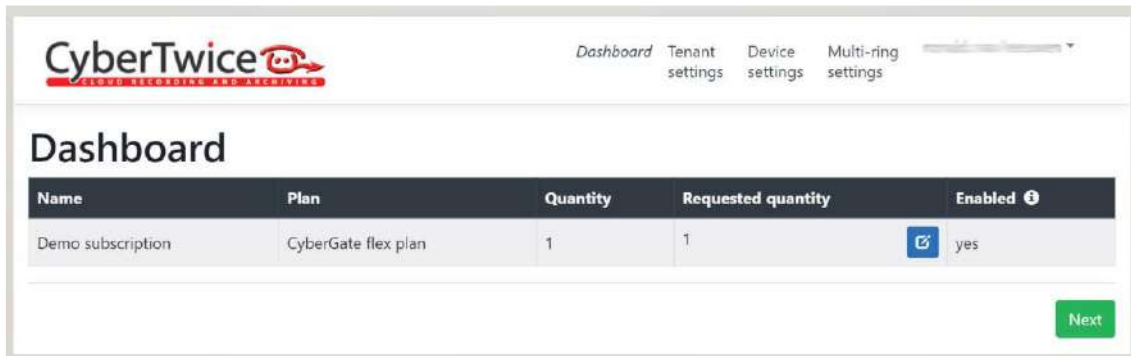 CyberTwice
CLOUD RECORDING AND ARCHIVING
Dashboard Tenant settings Device settings Multi-ring settings
Dashboard
Name Plan Quantity Requested quantity Enabled
Demo subscription CyberGate flex plan 1 1 yes
Next